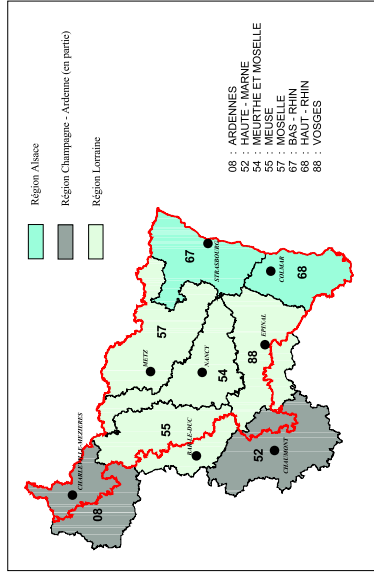 Région Alsace
Région Champagne - Ardenne (en partie)
Région Lorraine
08 : ARDENNES
52 : HAUTE - MARNE
54 : MEURTHE ET MOSELLE
55 : MEUSE
57 : MOSELLE
67 : BAS - RHIN
68 : HAUT - RHIN
88 : VOSGES
CHARLEVILLE-MEZIERES
08
55
BAR-LE-DUC
52
CHAUMONT
57
METZ
NANCY
54
88
EPINAL
67
STRASBOURG
COLMAR
68